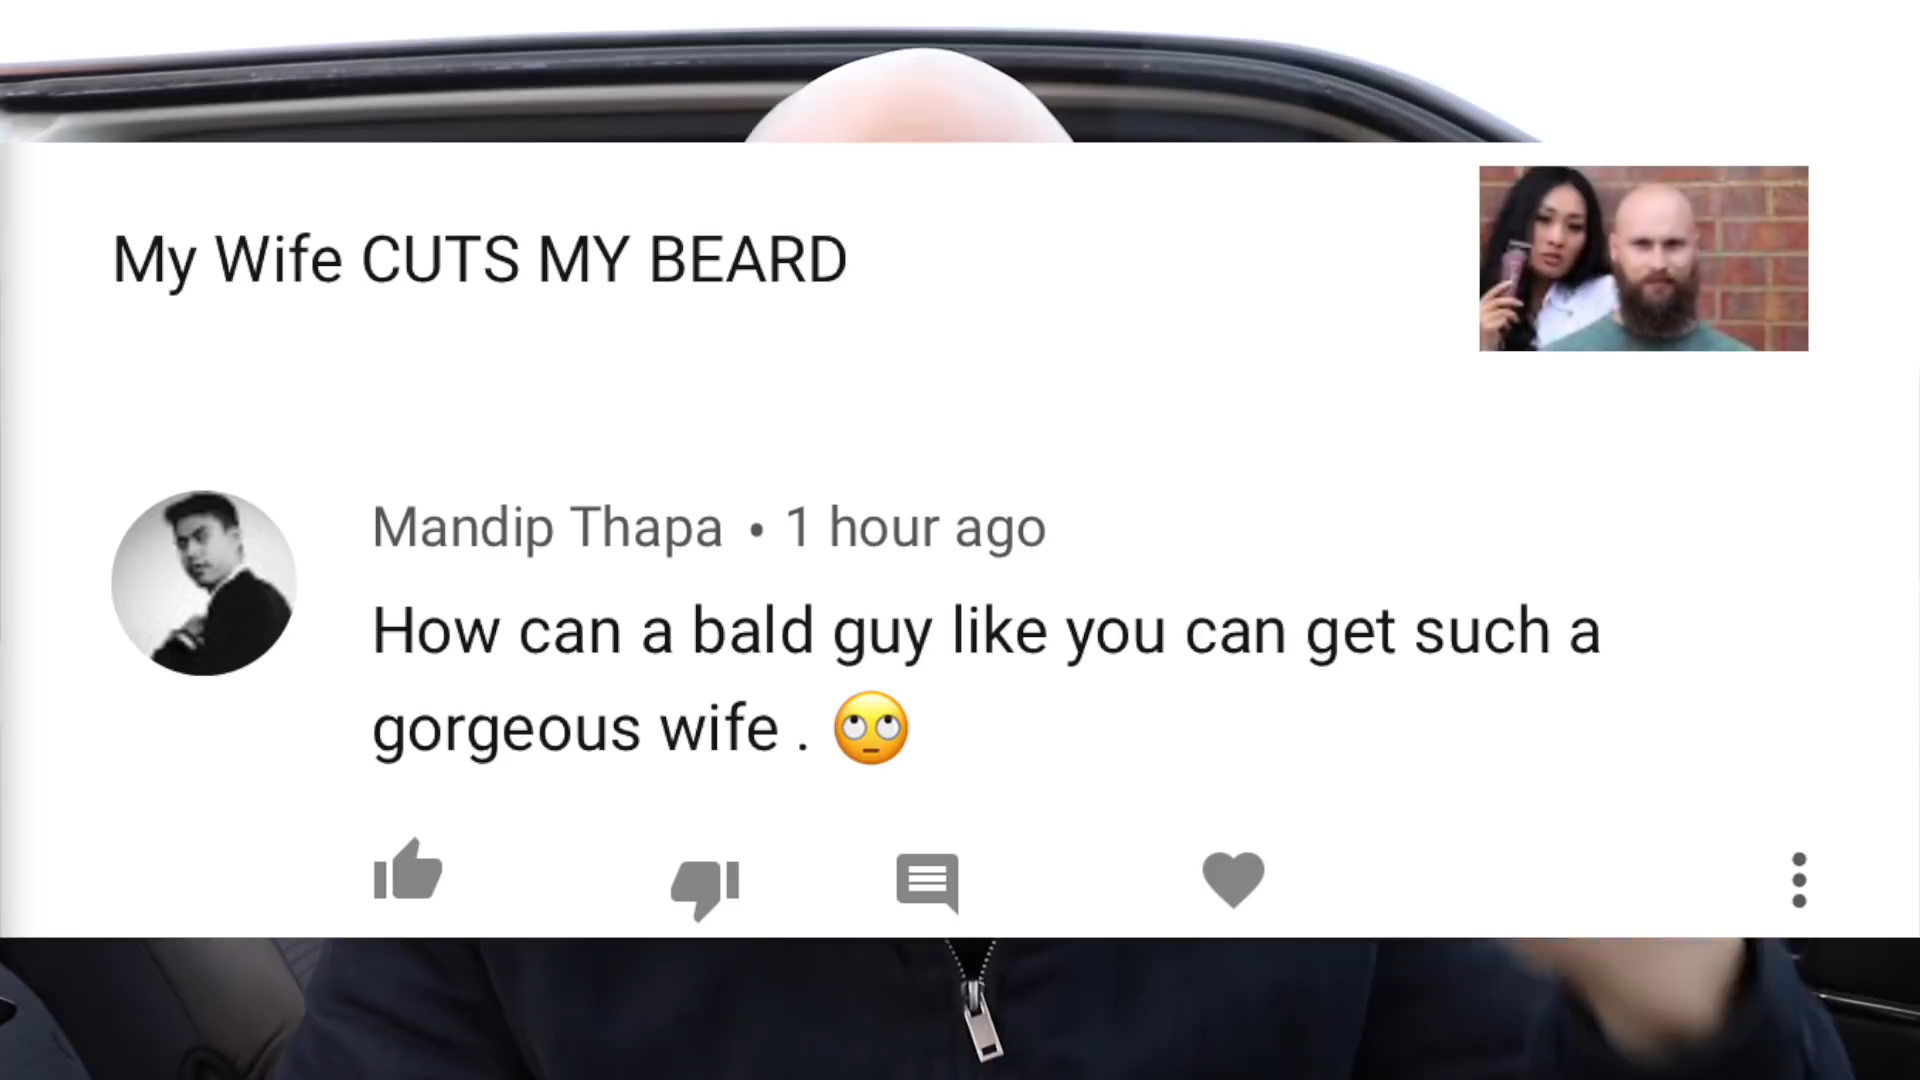 My Wife CUTS MY BEARD
Mandip Thapa • 1 hour ago
How can a bald guy like you can get such a
gorgeous wife . 🙄